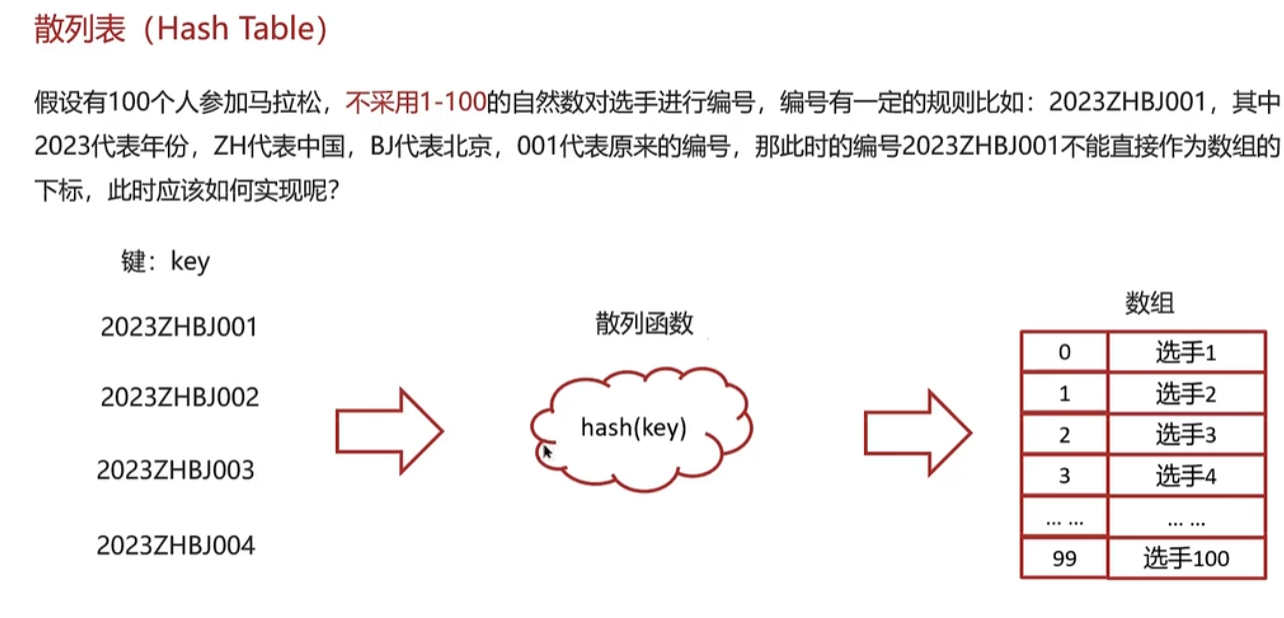 散列表（Hash Table）
假设有100个人参加马拉松，不采用1-100的自然数对选手进行编号，编号有一定的规则比如：2023ZHBJ001，其中
2023代表年份，ZH代表中国，BJ代表北京，001代表原来的编号，那此时的编号2023ZHBJ001不能直接作为数组的
下标，此时应该如何实现呢？
键：key
2023ZHBJ001
2023ZHBJ002
2023ZHBJ003
2023ZHBJ004
散列函数
hash(key)
数组
0 选手1
1 选手2
2 选手3
3 选手4
... ... ... ...
99 选手100